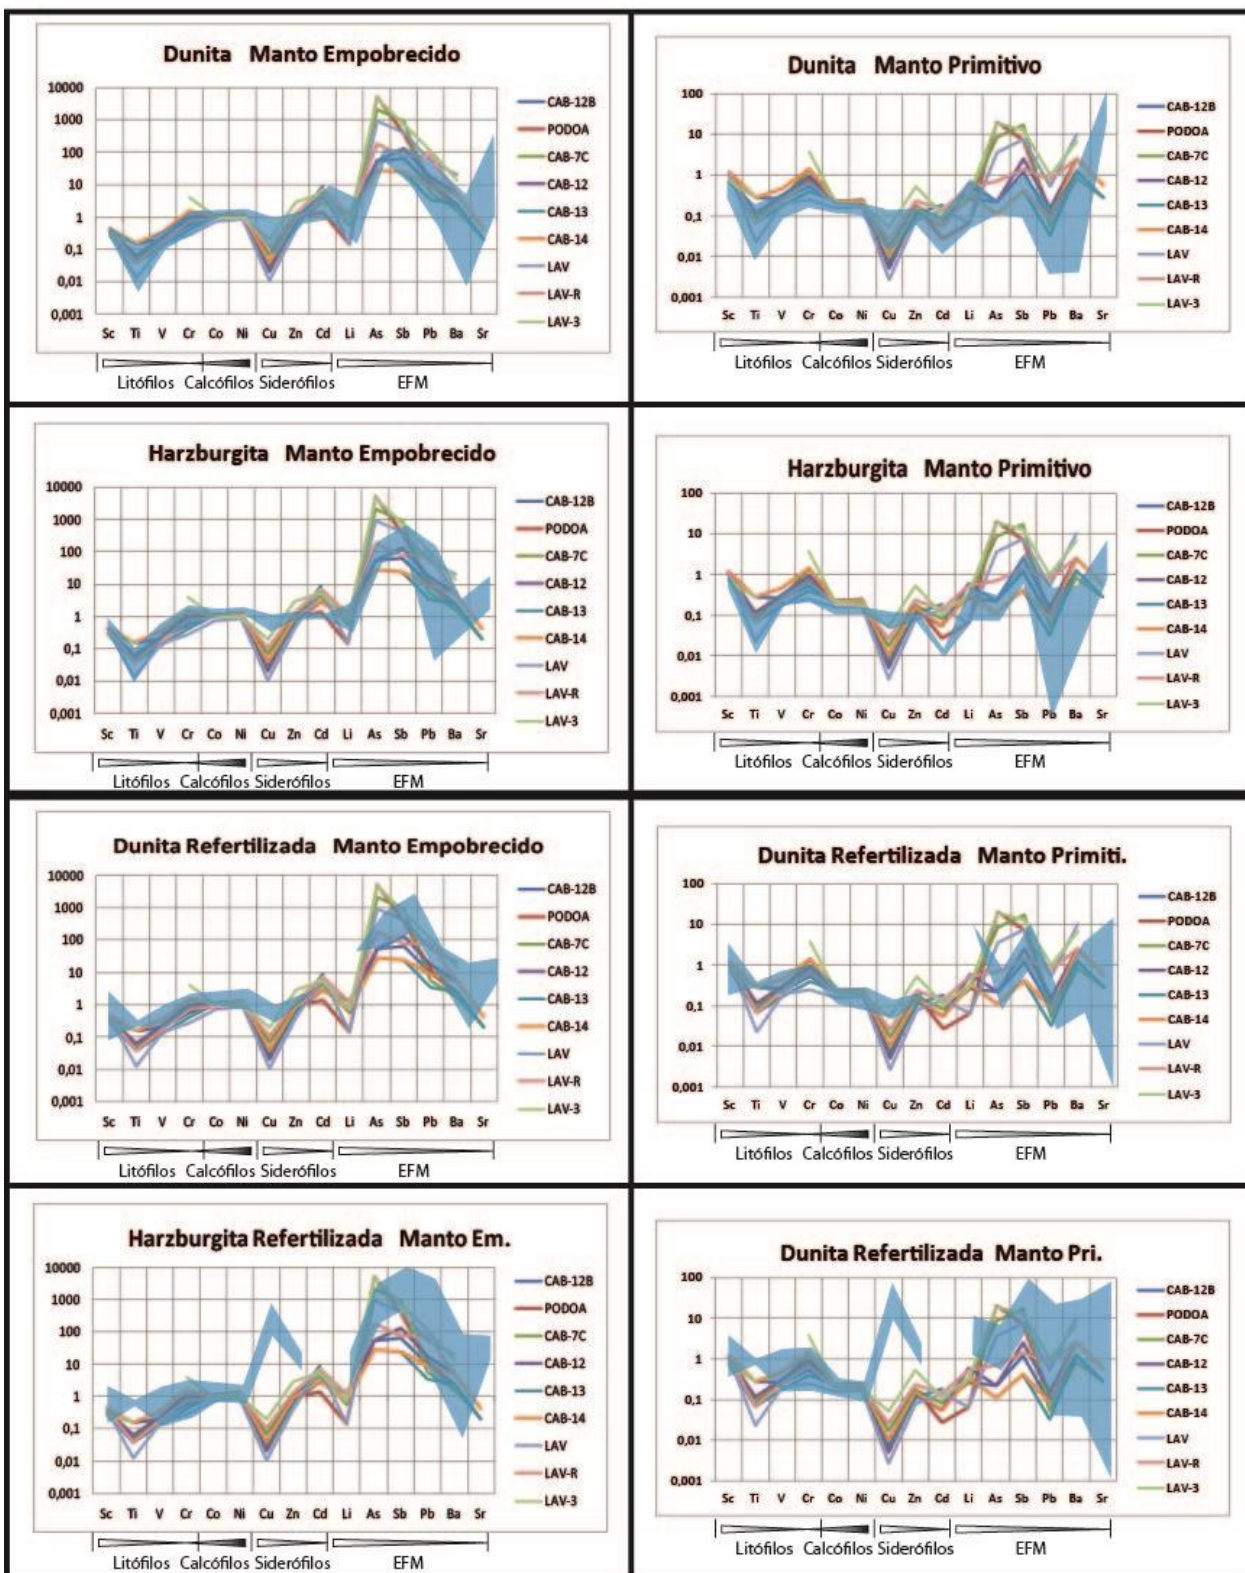 Dunita Manto Empobrecido
10000
1000
100
10
1
0,1
0,01
0,001
Sc Ti V Cr Co Ni Cu Zn Cd Li As Sb Pb Ba Sr
Litófilos Calcófilos Siderófilos EFM
CAB-12B
PODOA
CAB-7C
CAB-12
CAB-13
CAB-14
LAV
LAV-R
LAV-3
Dunita Manto Primitivo
100
10
1
0,1
0,01
0,001
Sc Ti V Cr Co Ni Cu Zn Cd Li As Sb Pb Ba Sr
Litófilos Calcófilos Siderófilos EFM
CAB-12B
PODOA
CAB-7C
CAB-12
CAB-13
CAB-14
LAV
LAV-R
LAV-3
Harzburgita Manto Empobrecido
10000
1000
100
10
1
0,1
0,01
0,001
Sc Ti V Cr Co Ni Cu Zn Cd Li As Sb Pb Ba Sr
Litófilos Calcófilos Siderófilos EFM
CAB-12B
PODOA
CAB-7C
CAB-12
CAB-13
CAB-14
LAV
LAV-R
LAV-3
Harzburgita Manto Primitivo
100
10
1
0,1
0,01
0,001
Sc Ti V Cr Co Ni Cu Zn Cd Li As Sb Pb Ba Sr
Litófilos Calcófilos Siderófilos EFM
CAB-12B
PODOA
CAB-7C
CAB-12
CAB-13
CAB-14
LAV
LAV-R
LAV-3
Dunita Refertilizada Manto Empobrecido
10000
1000
100
10
1
0,1
0,01
0,001
Sc Ti V Cr Co Ni Cu Zn Cd Li As Sb Pb Ba Sr
Litófilos Calcófilos Siderófilos EFM
CAB-12B
PODOA
CAB-7C
CAB-12
CAB-13
CAB-14
LAV
LAV-R
LAV-3
Dunita Refertilizada Manto Primiti.
100
10
1
0,1
0,01
0,001
Sc Ti V Cr Co Ni Cu Zn Cd Li As Sb Pb Ba Sr
Litófilos Calcófilos Siderófilos EFM
CAB-12B
PODOA
CAB-7C
CAB-12
CAB-13
CAB-14
LAV
LAV-R
LAV-3
Harzburgita Refertilizada Manto Em.
10000
1000
100
10
1
0,1
0,01
0,001
Sc Ti V Cr Co Ni Cu Zn Cd Li As Sb Pb Ba Sr
Litófilos Calcófilos Siderófilos EFM
CAB-12B
PODOA
CAB-7C
CAB-12
CAB-13
CAB-14
LAV
LAV-R
LAV-3
Dunita Refertilizada Manto Pri.
100
10
1
0,1
0,01
0,001
Sc Ti V Cr Co Ni Cu Zn Cd Li As Sb Pb Ba Sr
Litófilos Calcófilos Siderófilos EFM
CAB-12B
PODOA
CAB-7C
CAB-12
CAB-13
CAB-14
LAV
LAV-R
LAV-3